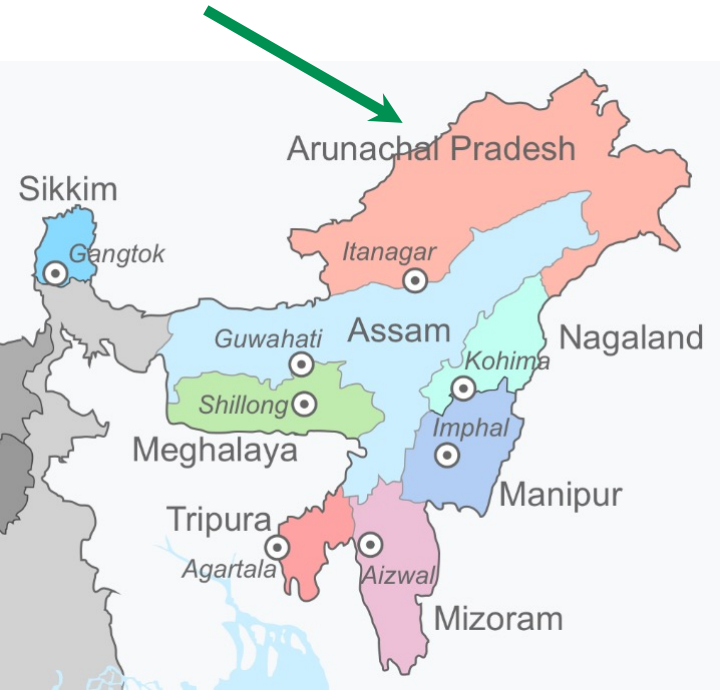 Arunachal Pradesh
Sikkim
Gangtok
Itanagar
Guwahati
Assam
Nagaland
Kohima
Shillong
Imphal
Meghalaya
Manipur
Tripura
Agartala
Aizwal
Mizoram